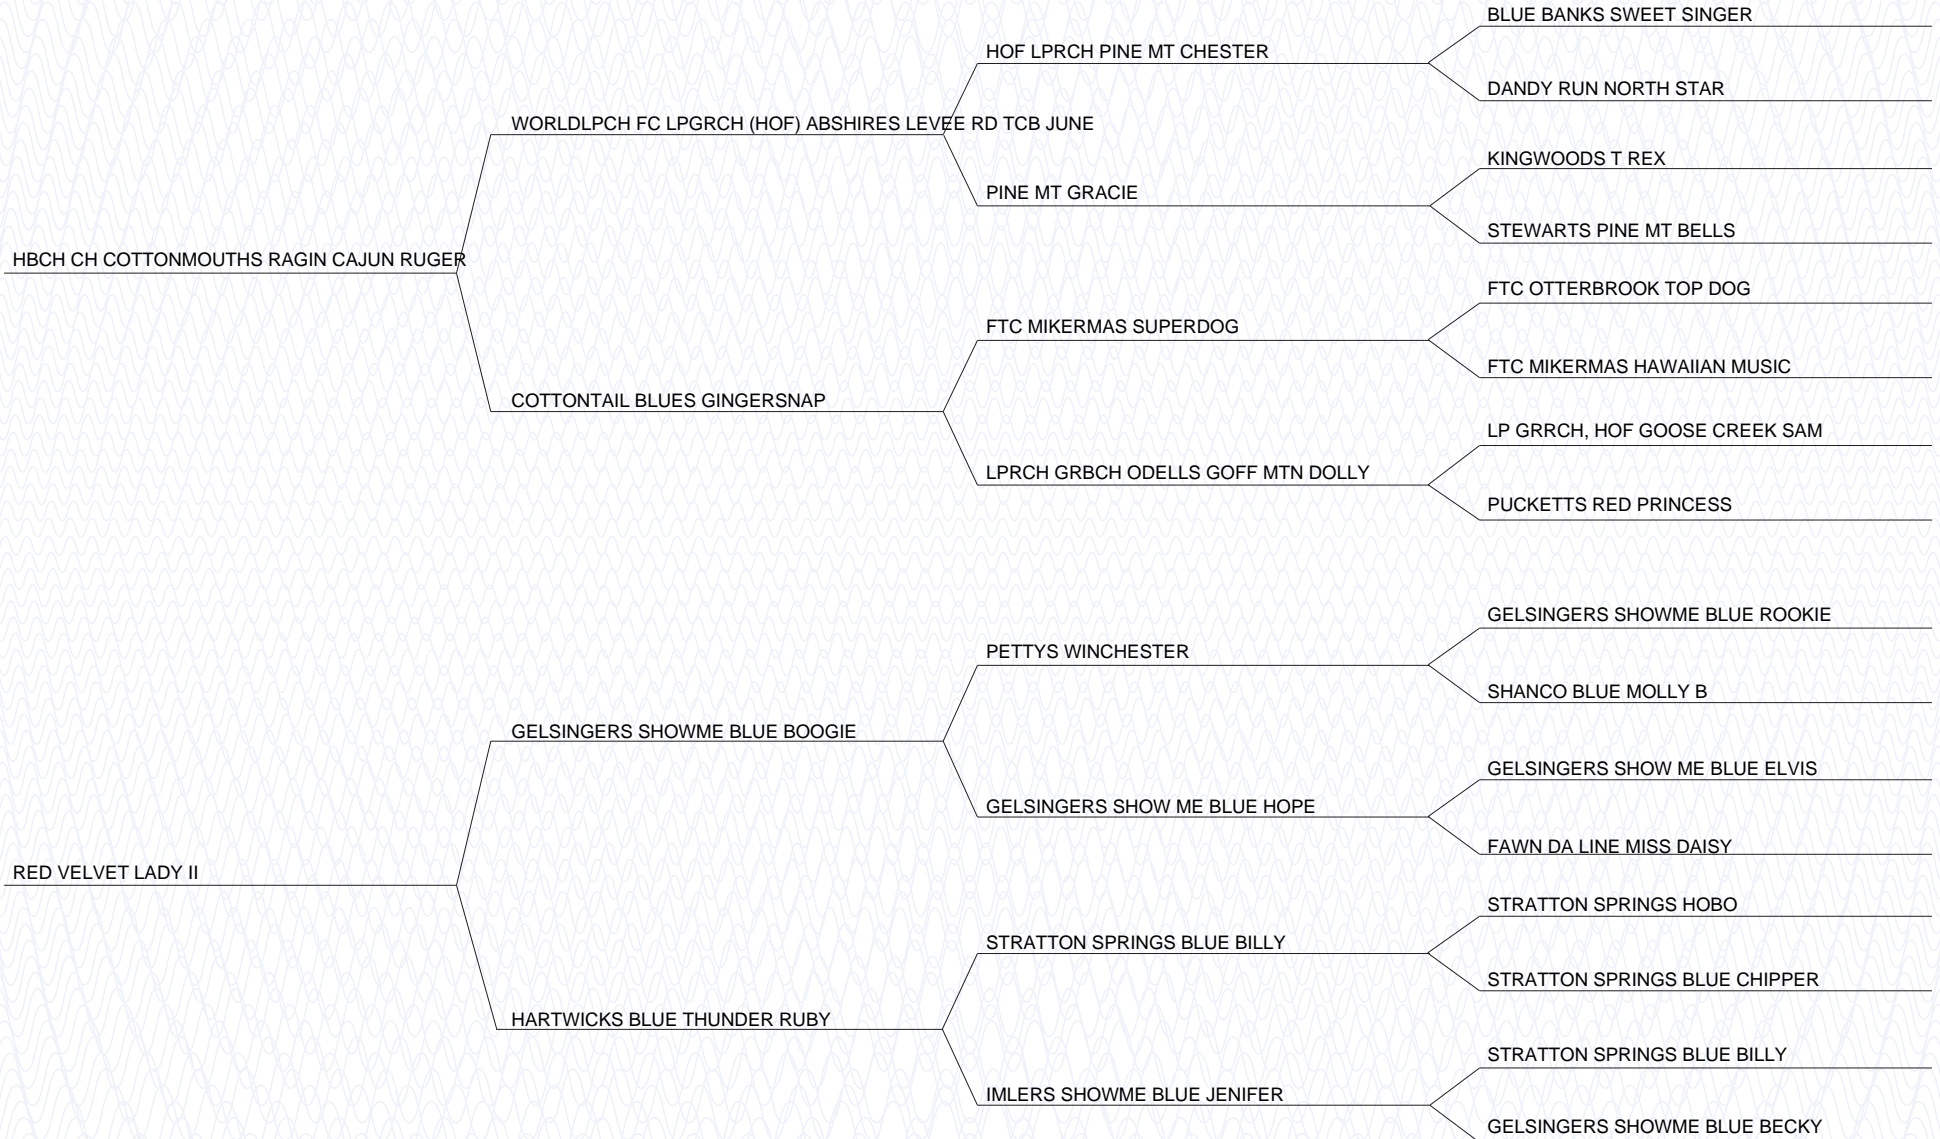 BLUE BANKS SWEET SINGER
HOF LPRCH PINE MT CHESTER
DANDY RUN NORTH STAR
WORLDLPCH FC LPGRCH (HOF) ABSHIRES LEVEE RD TCB JUNE
KINGWOODS T REX
PINE MT GRACIE
STEWARTS PINE MT BELLS
HBCH CH COTTONMOUTHS RAGIN CAJUN RUGER
FTC OTTERBROOK TOP DOG
FTC MIKERMAS SUPERDOG
FTC MIKERMAS HAWAIIAN MUSIC
COTTONTAIL BLUES GINGERSNAP
LP GRRCH, HOF GOOSE CREEK SAM
LPRCH GRBCH ODELLS GOFF MTN DOLLY
PUCKETTS RED PRINCESS
GELSINGERS SHOWME BLUE ROOKIE
PETTYS WINCHESTER
SHANCO BLUE MOLLY B
GELSINGERS SHOWME BLUE BOOGIE
GELSINGERS SHOW ME BLUE ELVIS
GELSINGERS SHOW ME BLUE HOPE
FAWN DA LINE MISS DAISY
RED VELVET LADY II
STRATTON SPRINGS HOBO
STRATTON SPRINGS BLUE BILLY
STRATTON SPRINGS BLUE CHIPPER
HARTWICKS BLUE THUNDER RUBY
STRATTON SPRINGS BLUE BILLY
IMLERS SHOWME BLUE JENIFER
GELSINGERS SHOWME BLUE BECKY